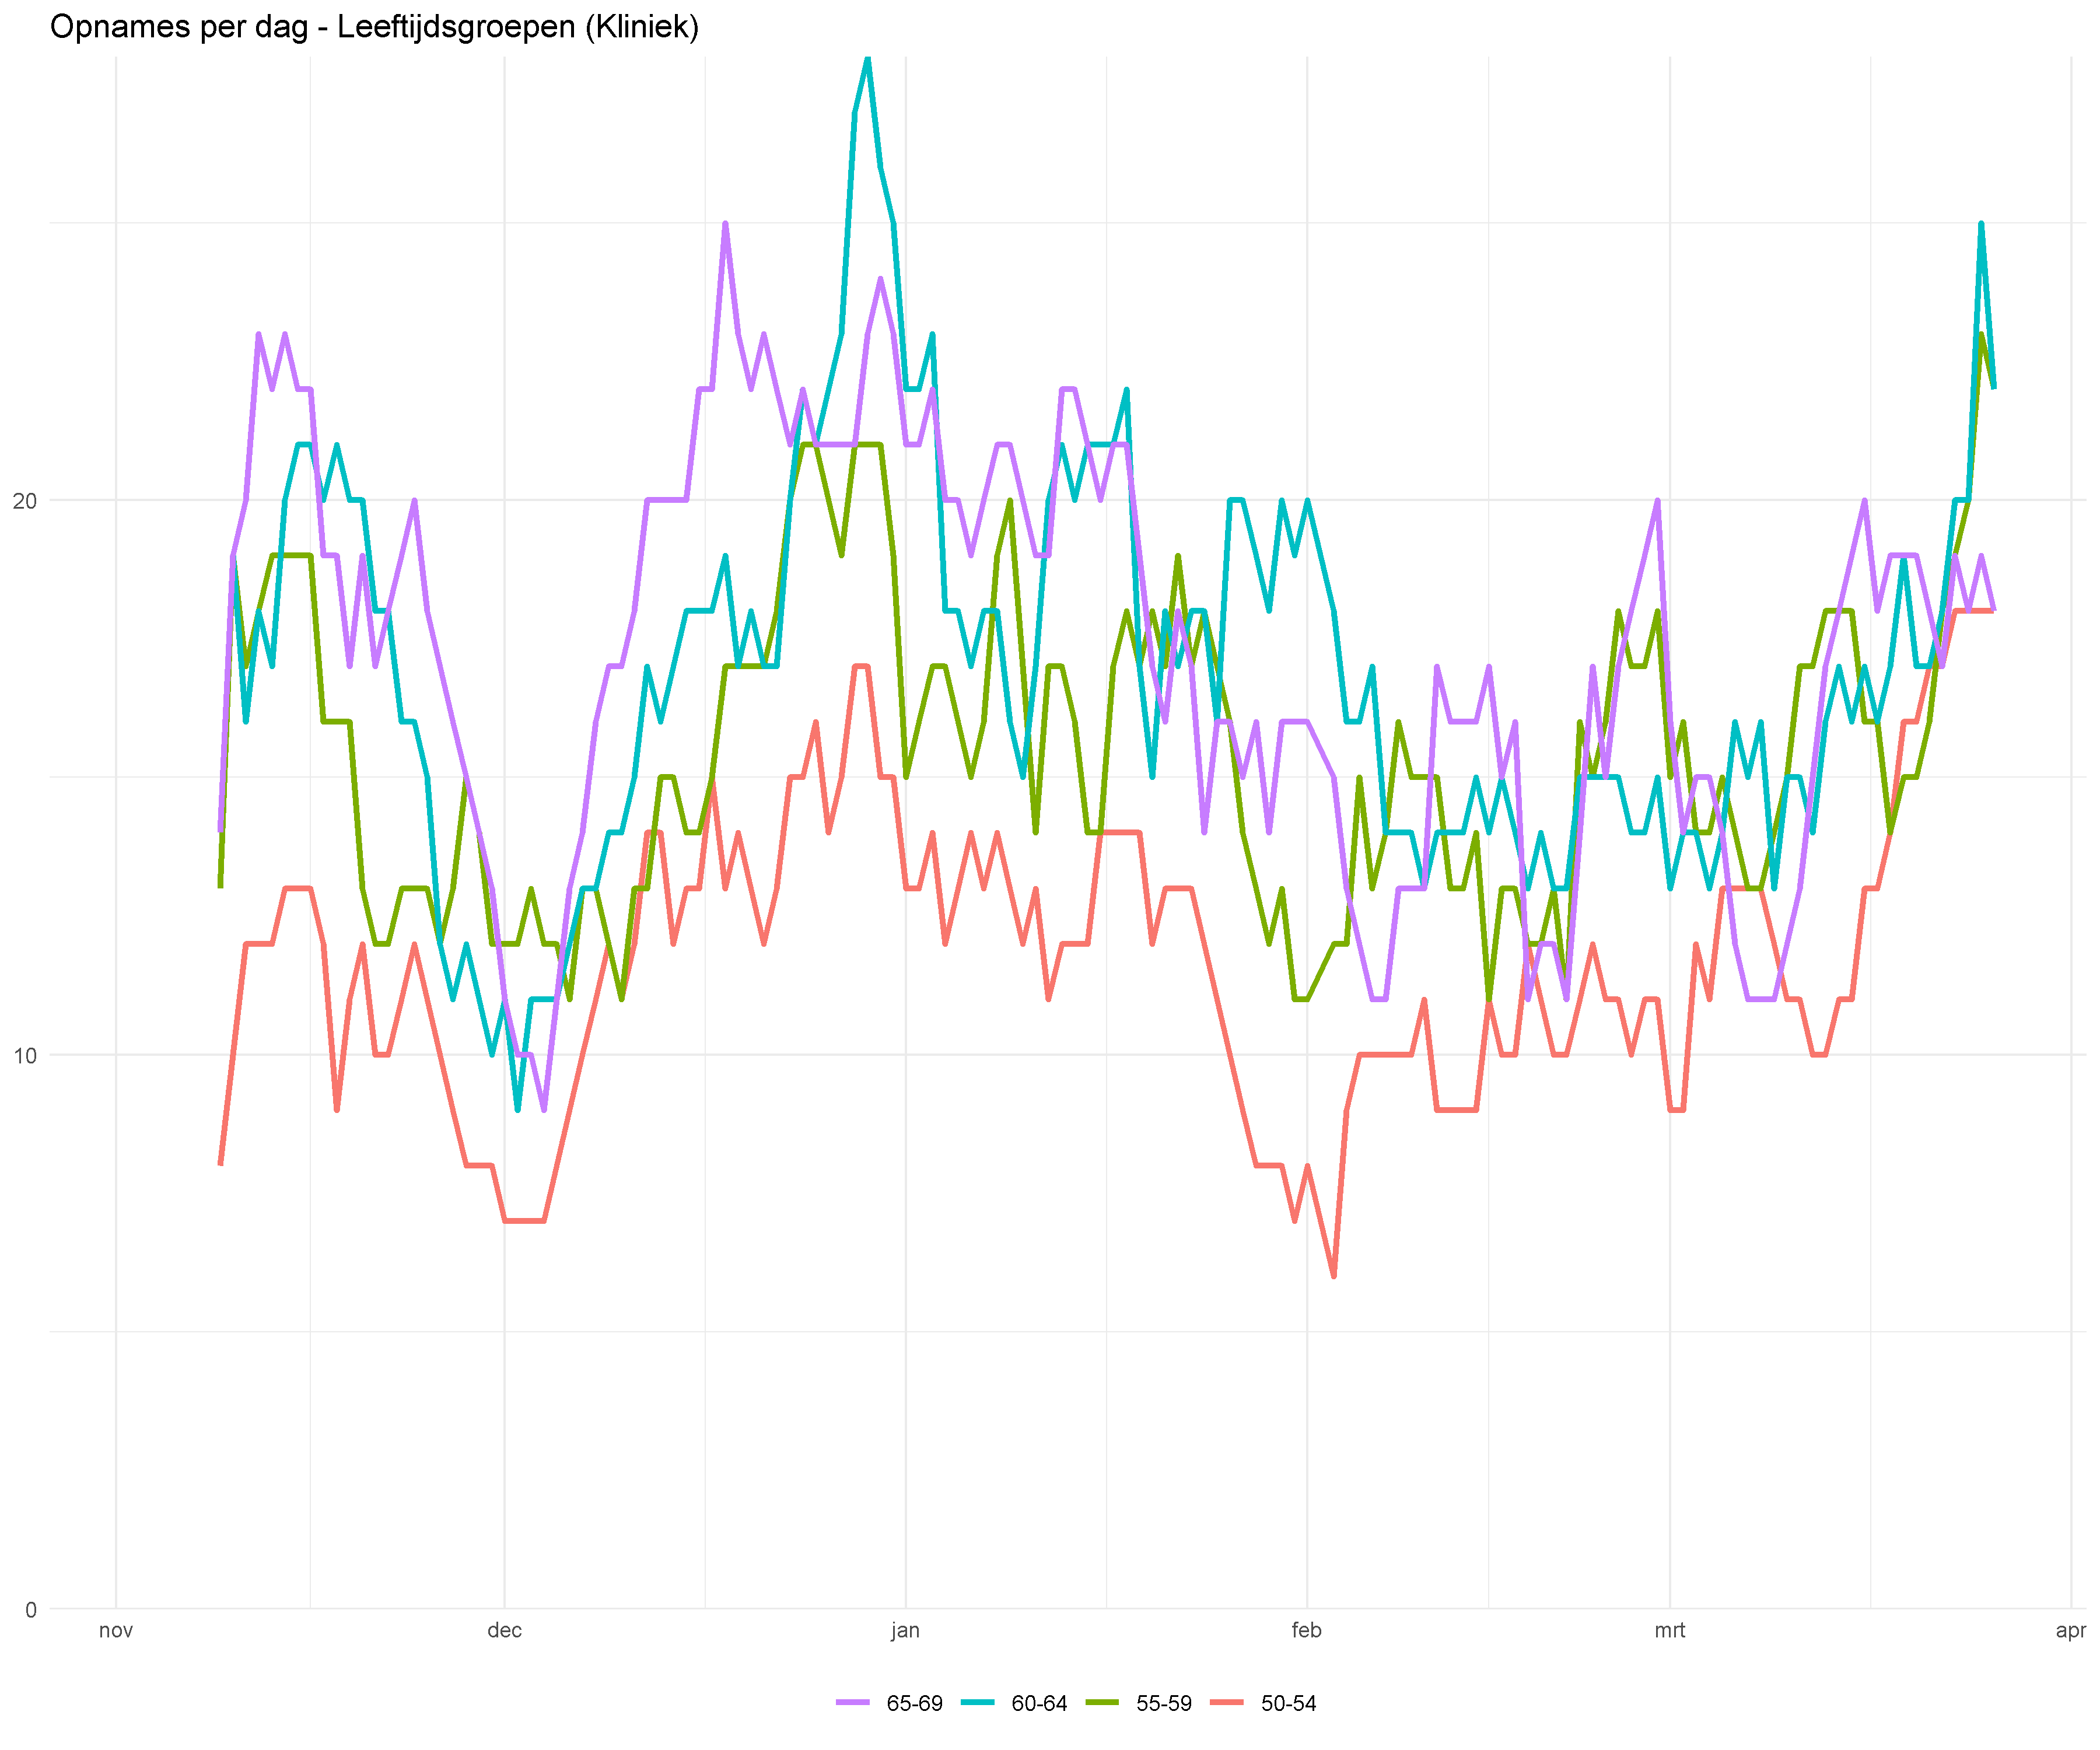 Opnames per dag - Leeftijdsgroepen (Kliniek)
20
10
0
nov dec jan feb mrt apr
65-69 60-64 55-59 50-54